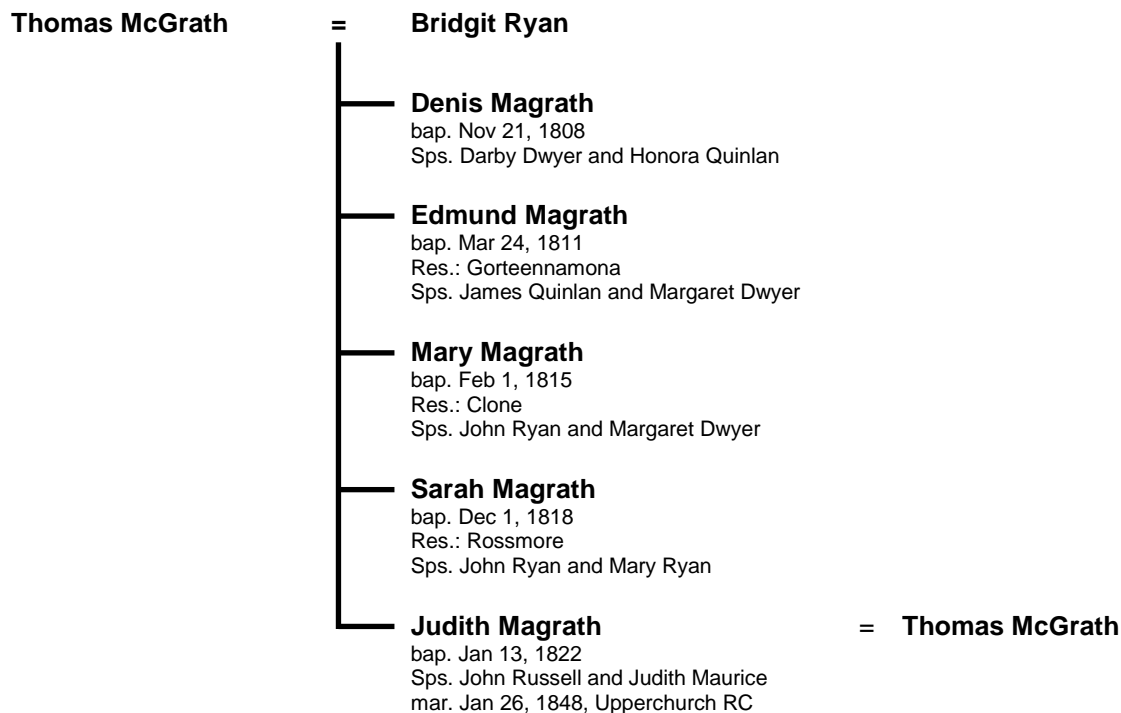 Thomas McGrath = Bridgit Ryan
Denis Magrath
bap. Nov 21, 1808
Sps. Darby Dwyer and Honora Quinlan
Edmund Magrath
bap. Mar 24, 1811
Res.: Gorteennamona
Sps. James Quinlan and Margaret Dwyer
Mary Magrath
bap. Feb 1, 1815
Res.: Clone
Sps. John Ryan and Margaret Dwyer
Sarah Magrath
bap. Dec 1, 1818
Res.: Rossmore
Sps. John Ryan and Mary Ryan
Judith Magrath = Thomas McGrath
bap. Jan 13, 1822
Sps. John Russell and Judith Maurice
mar. Jan 26, 1848, Upperchurch RC